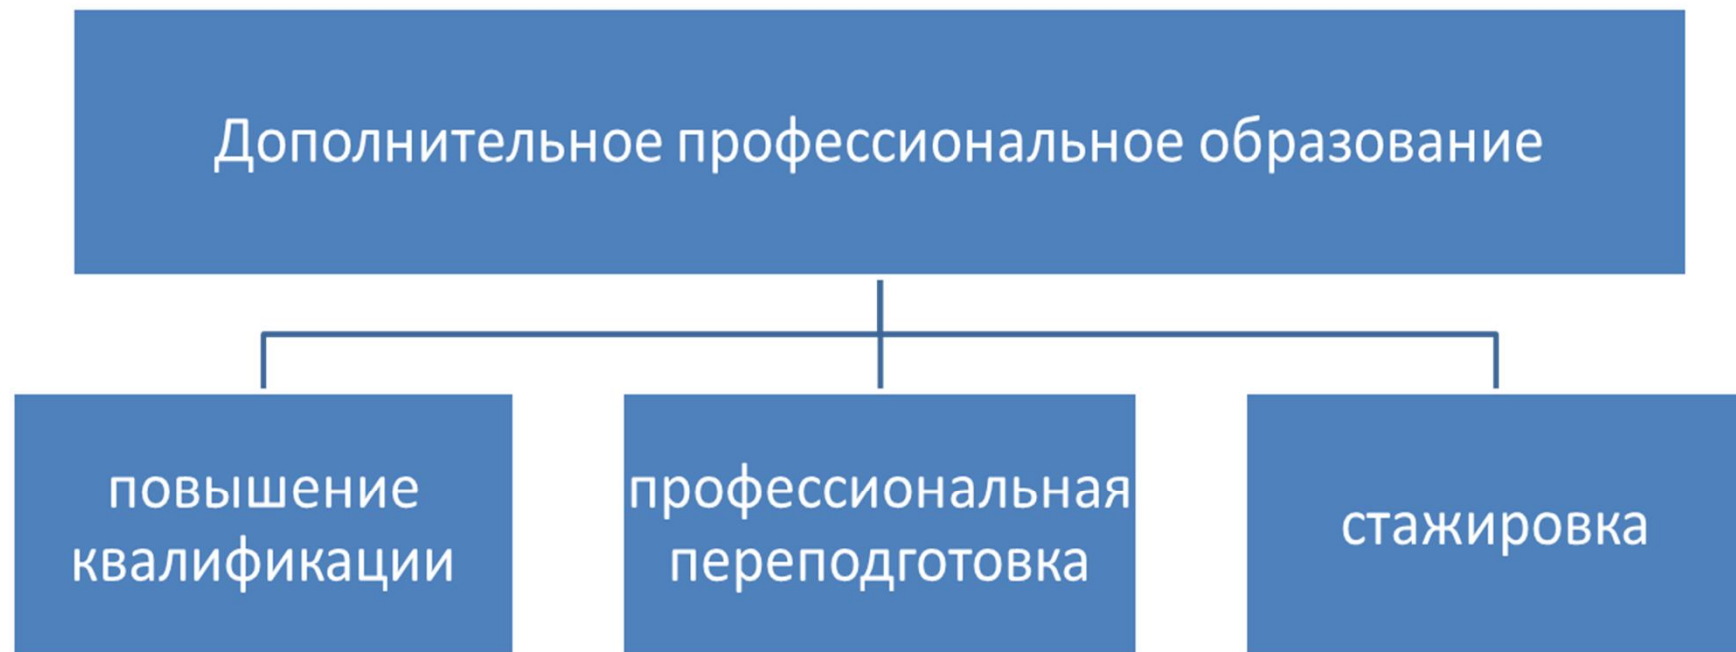 Дополнительное профессиональное образование
повышение
квалификации
профессиональная
переподготовка
стажировка